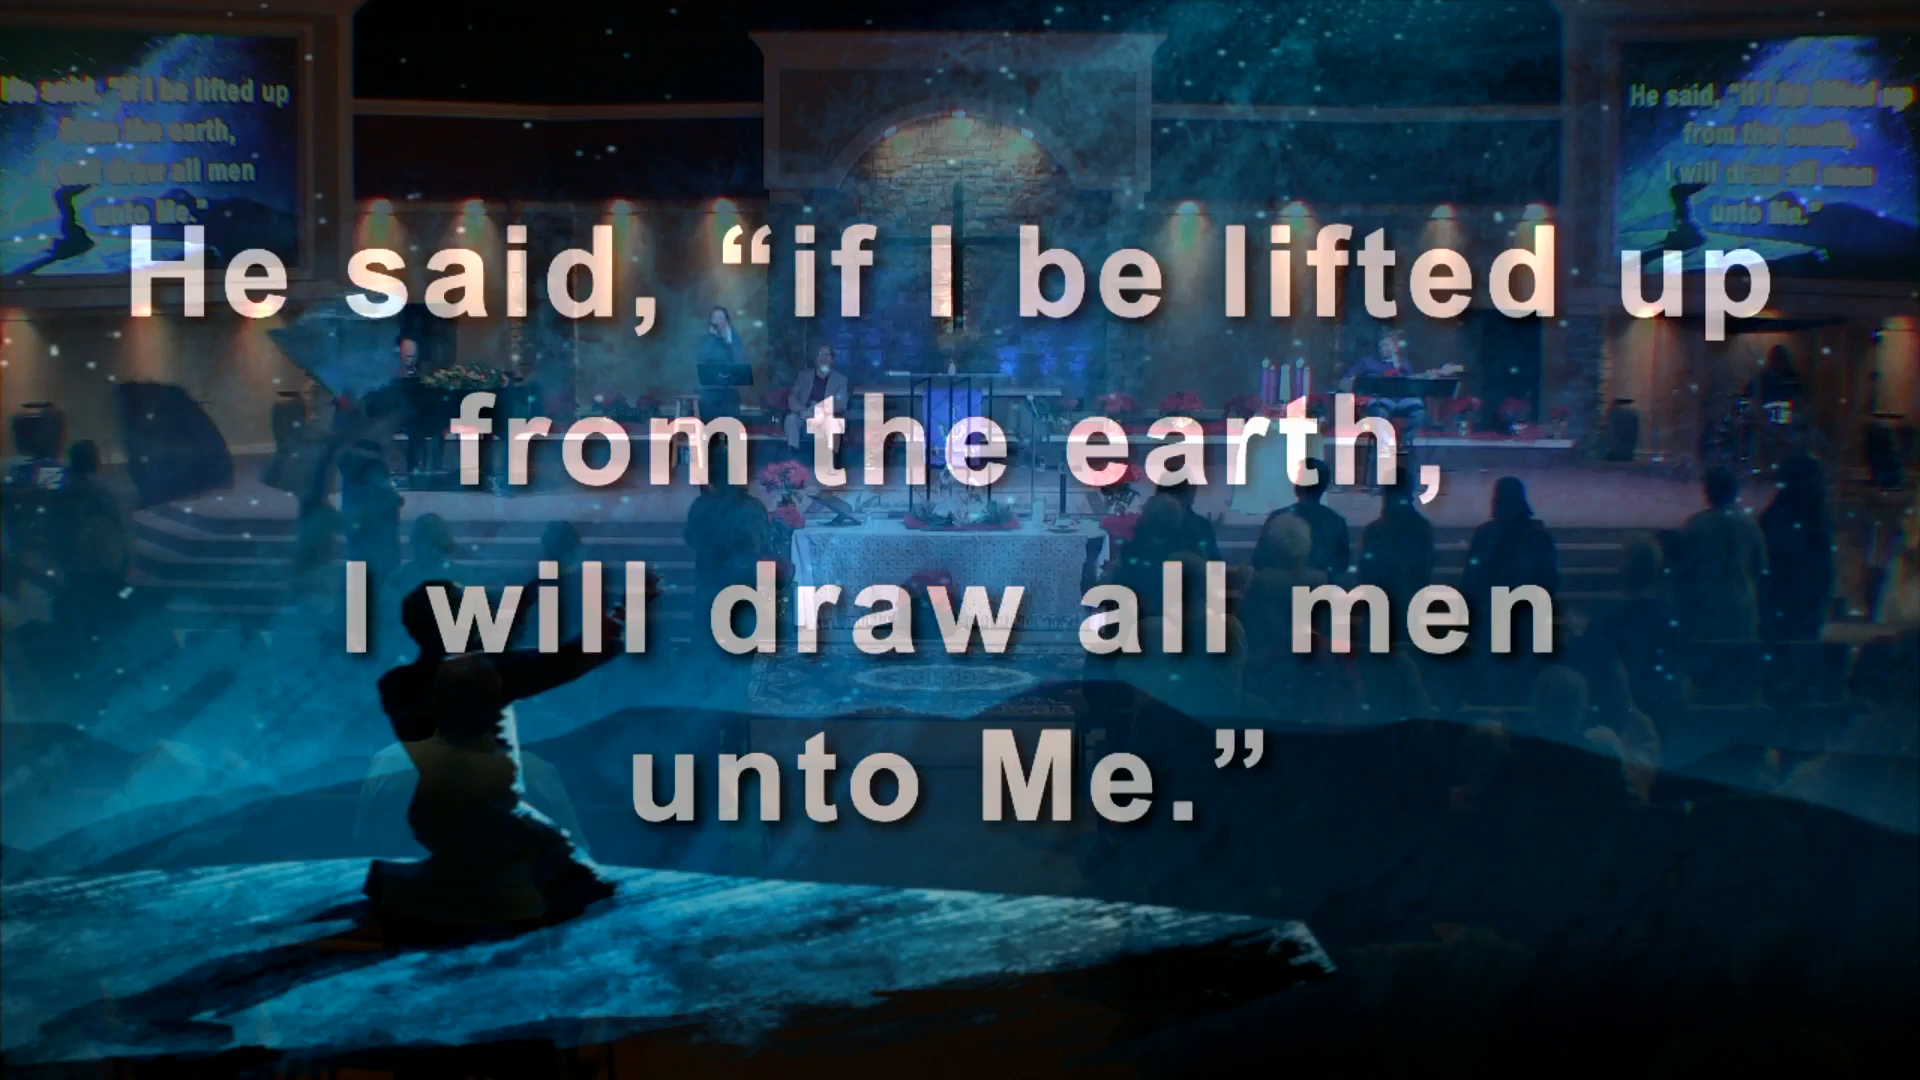 He said, “if I be lifted up
from the earth,
I will draw all men
unto Me.”
He said, "if I be lifted up
from the earth,
I will draw all men
unto Me."
He said, "if I be lifted up
from the earth,
I will draw all men
unto Me."